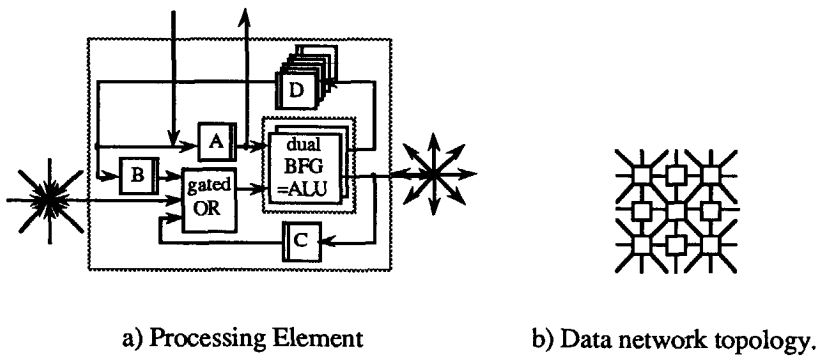 D
A
dual
BFG
=ALU
B
gated
OR
C
a) Processing Element
b) Data network topology.